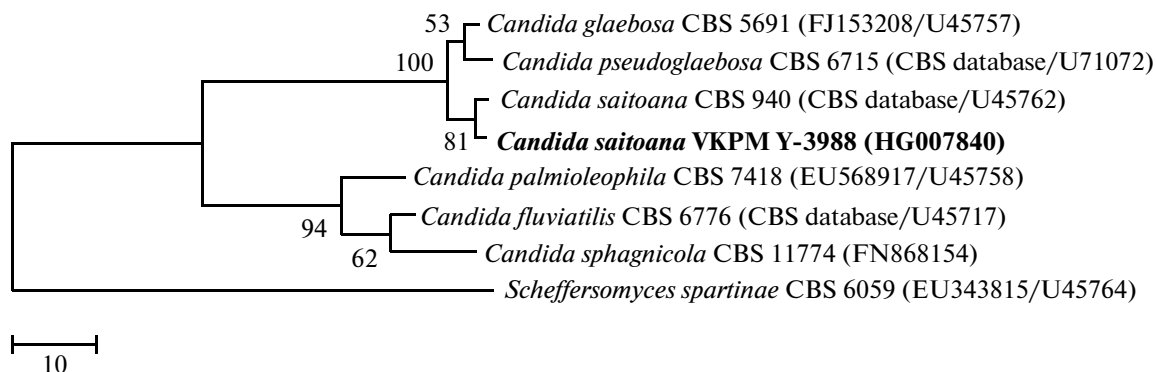 53 Candida glaebosa CBS 5691 (FJ153208/U45757)
100 Candida pseudoglaebosa CBS 6715 (CBS database/U71072)
Candida saitoana CBS 940 (CBS database/U45762)
81 Candida saitoana VKPM Y-3988 (HG007840)
Candida palmioleophila CBS 7418 (EU568917/U45758)
94 Candida fluviatilis CBS 6776 (CBS database/U45717)
62 Candida sphagnicola CBS 11774 (FN868154)
Scheffersomyces spartinae CBS 6059 (EU343815/U45764)
10